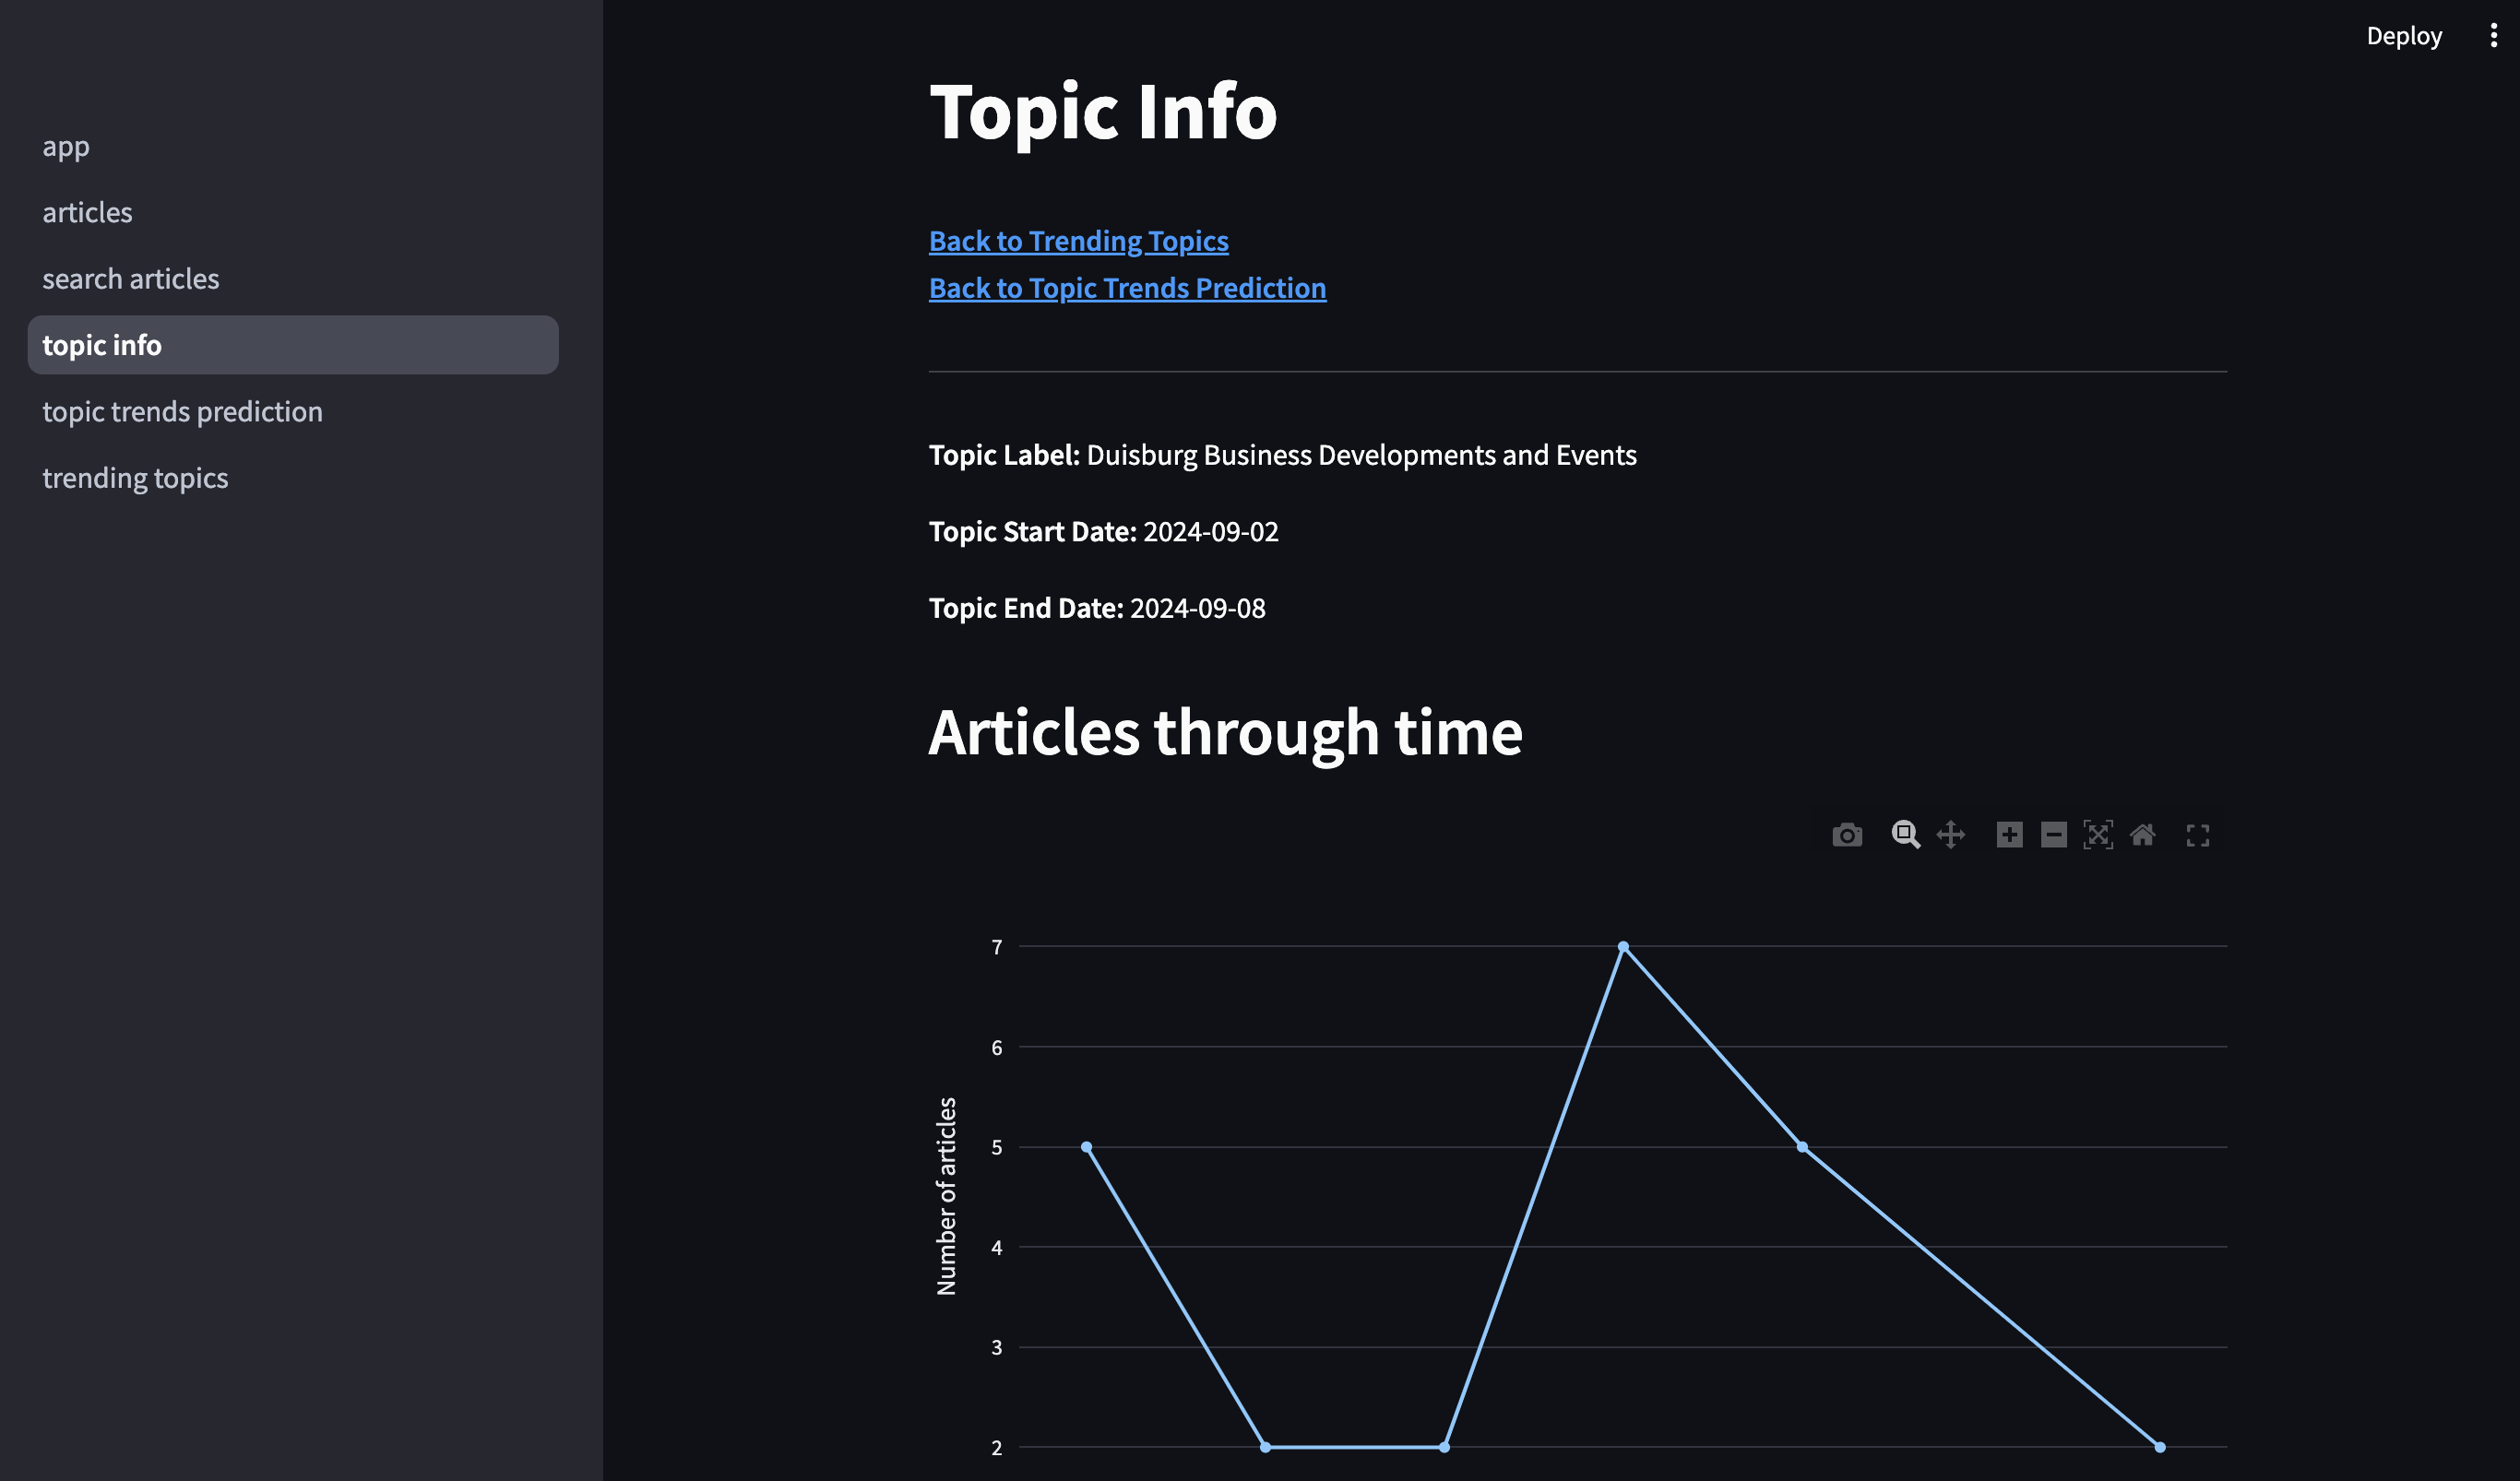 Deploy
app
articles
search articles
topic info
topic trends prediction
trending topics
Topic Info
Back to Trending Topics
Back to Topic Trends Prediction
Topic Label: Duisburg Business Developments and Events
Topic Start Date: 2024-09-02
Topic End Date: 2024-09-08
Articles through time
Number of articles
7
6
5
4
3
2